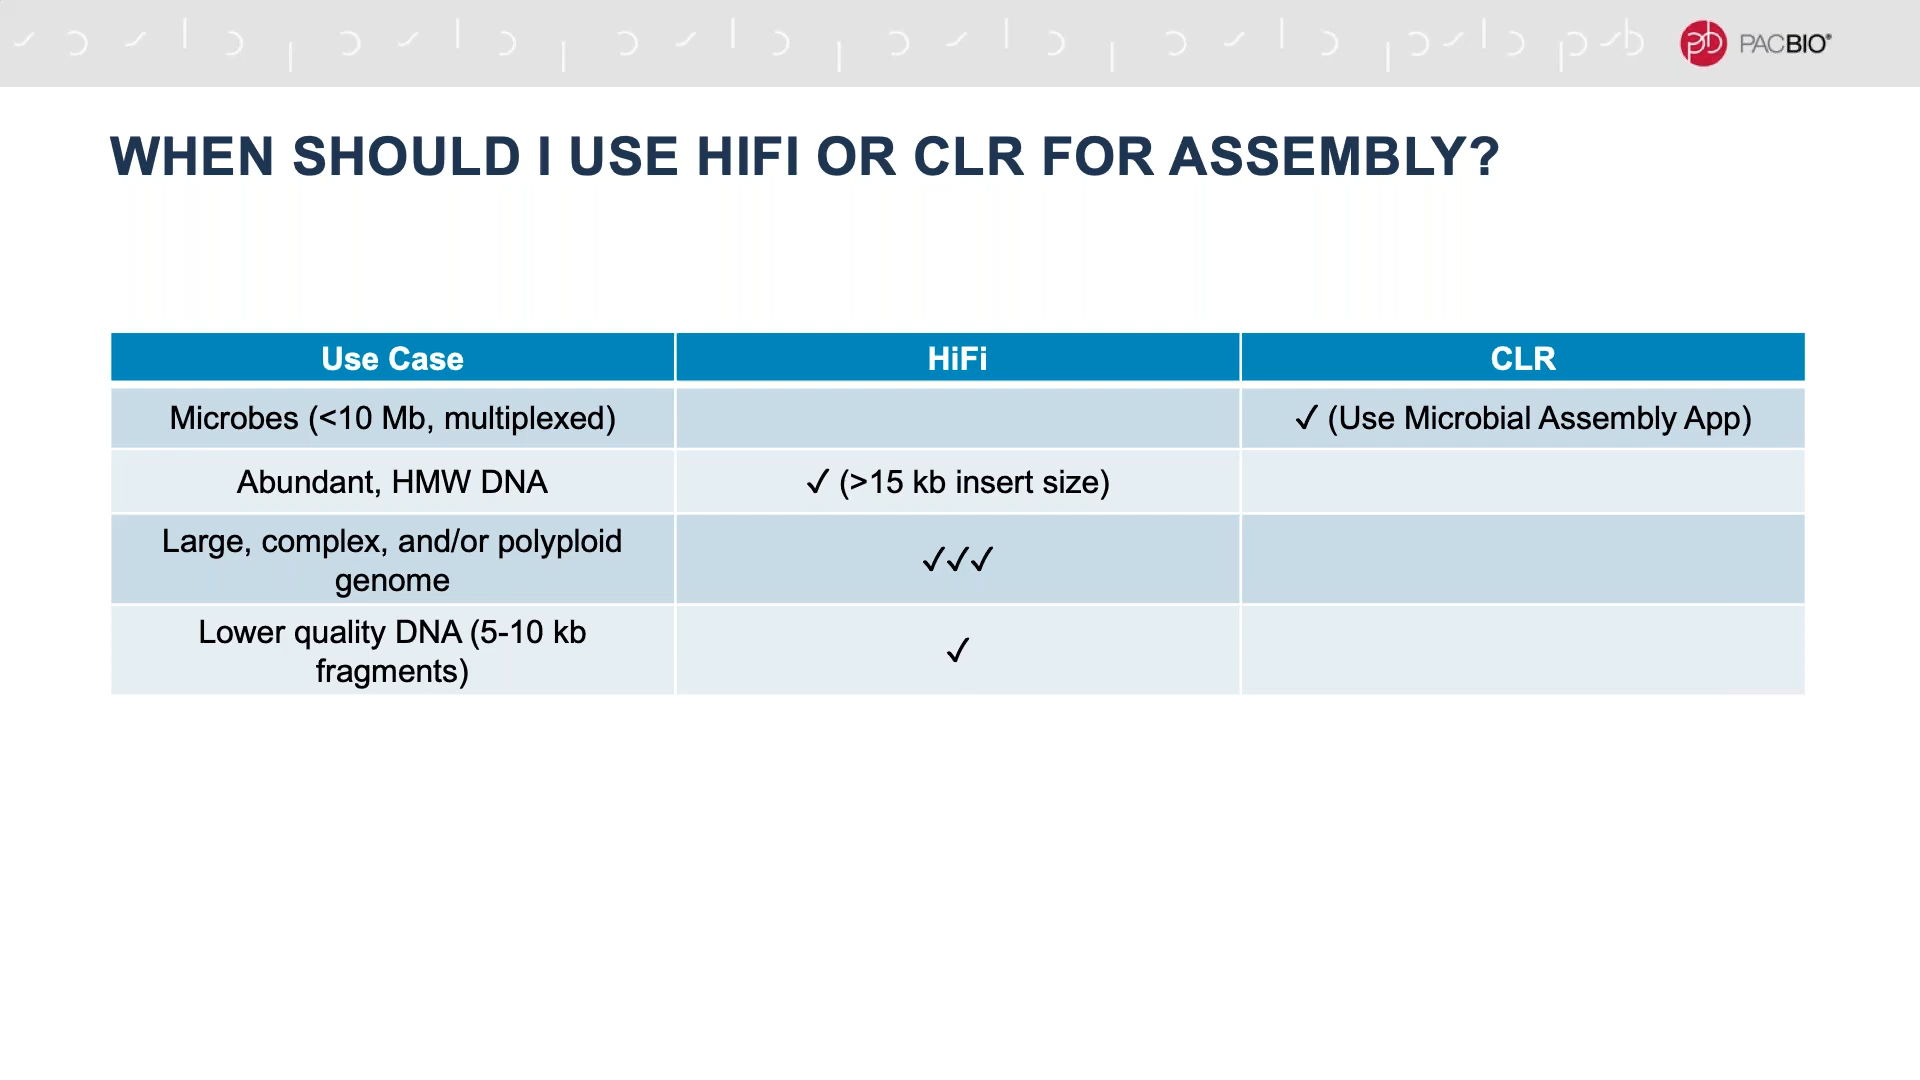 PACBIO®
WHEN SHOULD I USE HIFI OR CLR FOR ASSEMBLY?
Use Case HiFi CLR
Microbes (<10 Mb, multiplexed) ✓ (Use Microbial Assembly App)
Abundant, HMW DNA ✓ (>15 kb insert size)
Large, complex, and/or polyploid
genome ✓✓✓
Lower quality DNA (5-10 kb
fragments) ✓